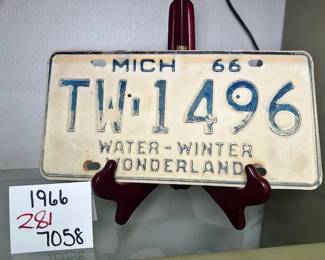 MICH 66
TW·1496
WATER-WINTER
WONDERLAND
1966
281
7058